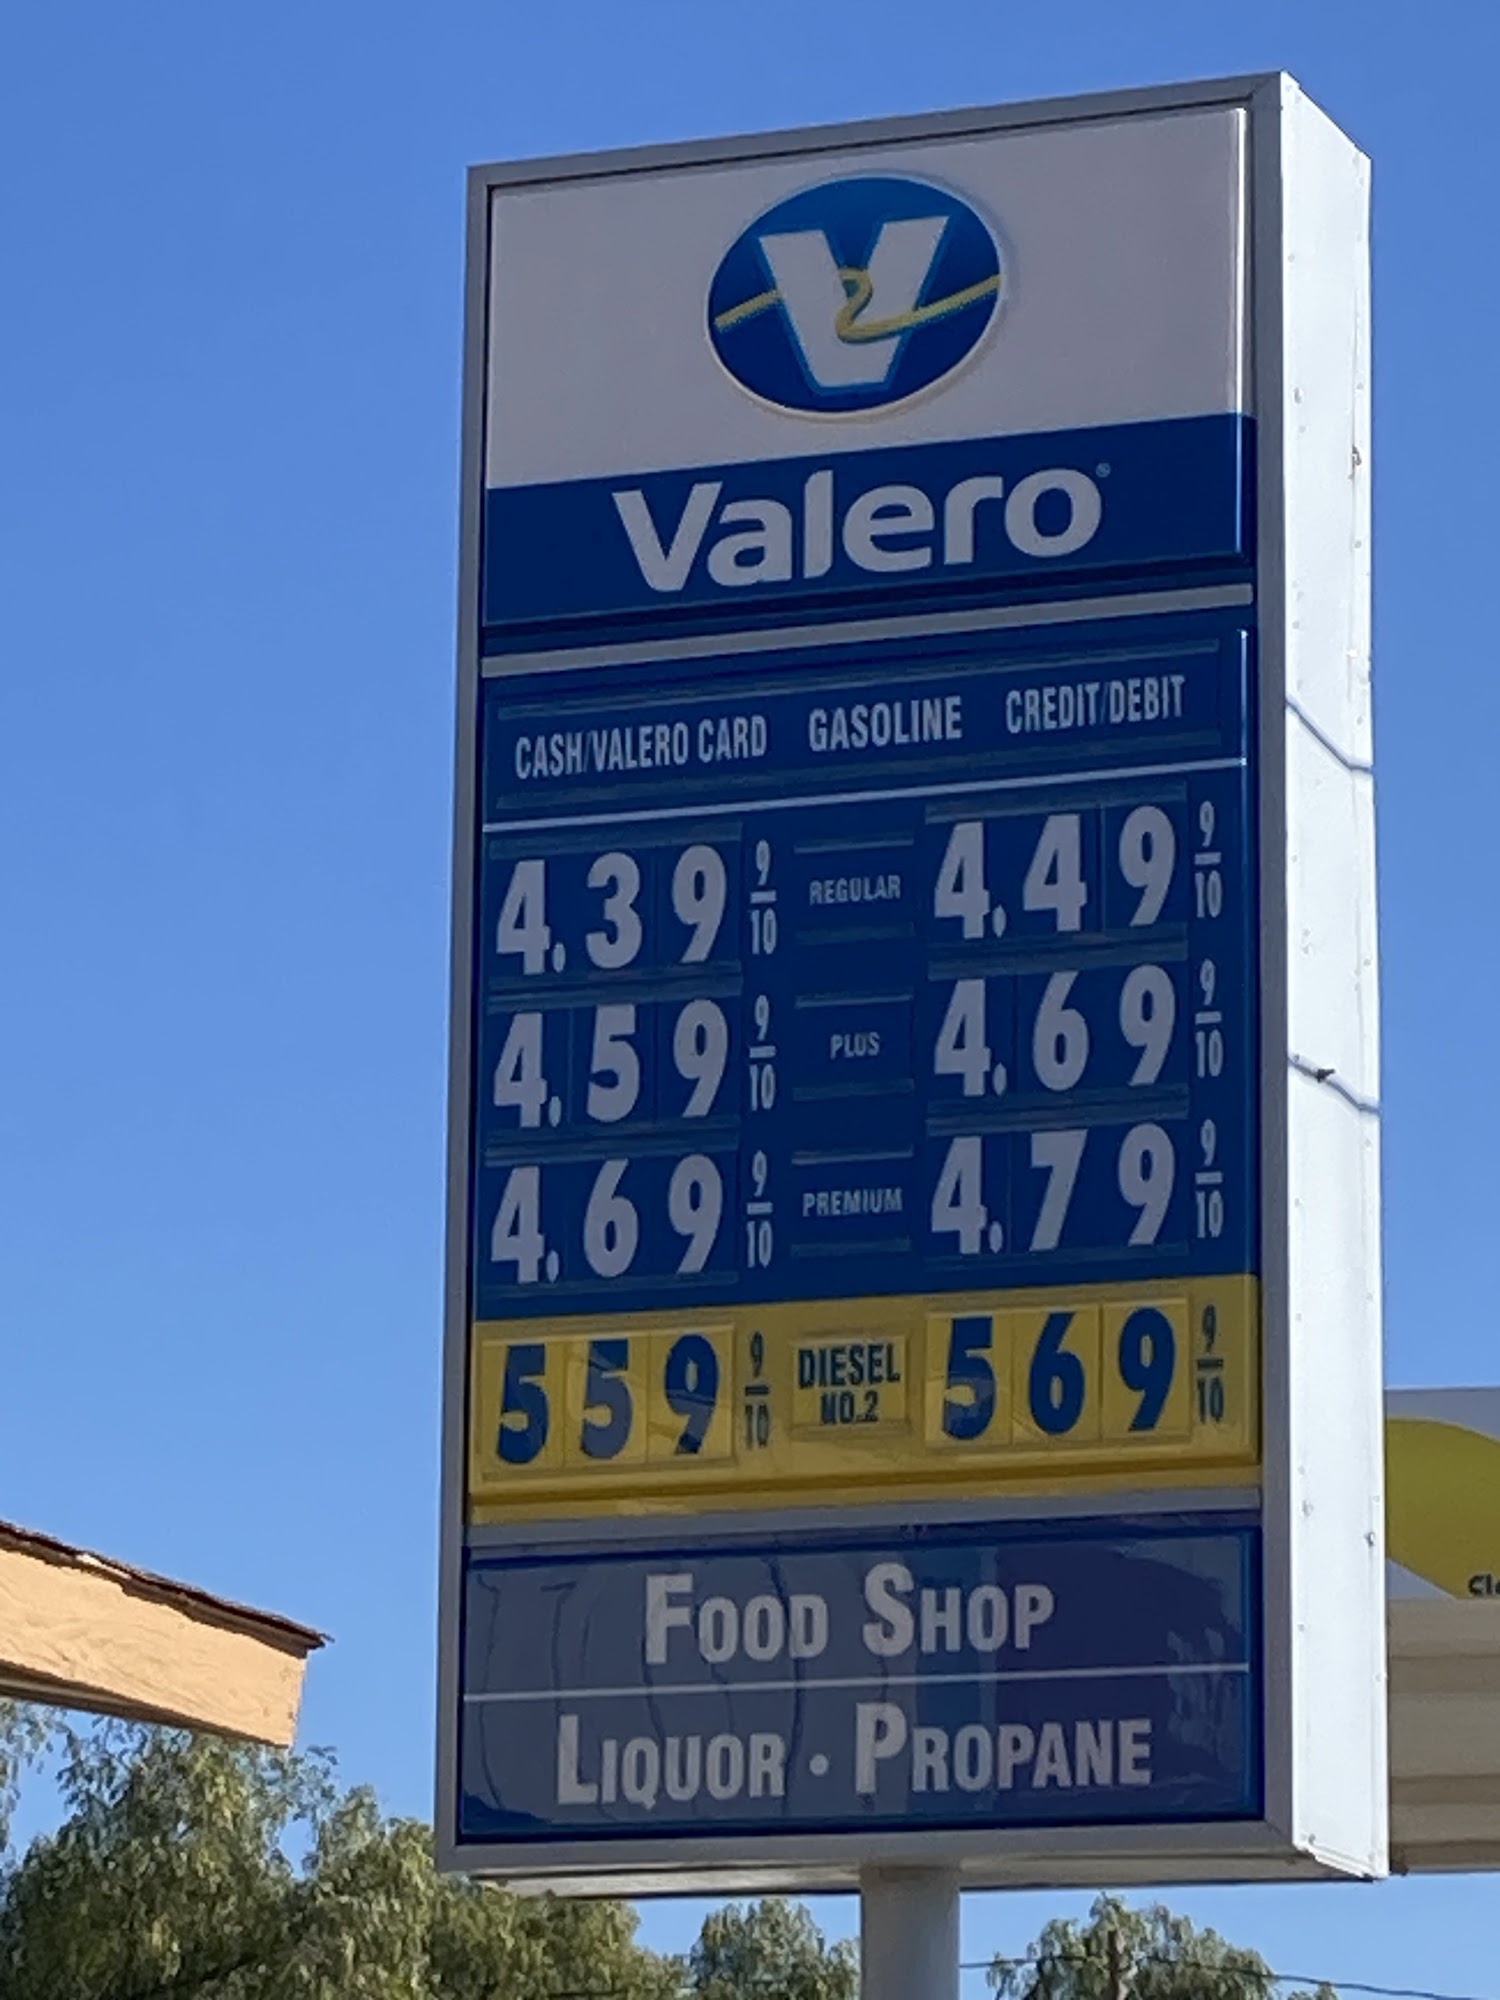 V
Valero®
CASH/VALERO CARD GASOLINE CREDIT/DEBIT
4.39 9/10 REGULAR 4.49 9/10
4.59 9/10 PLUS 4.69 9/10
4.69 9/10 PREMIUM 4.79 9/10
559 9/10 DIESEL NO.2 569 9/10
FOOD SHOP
LIQUOR • PROPANE